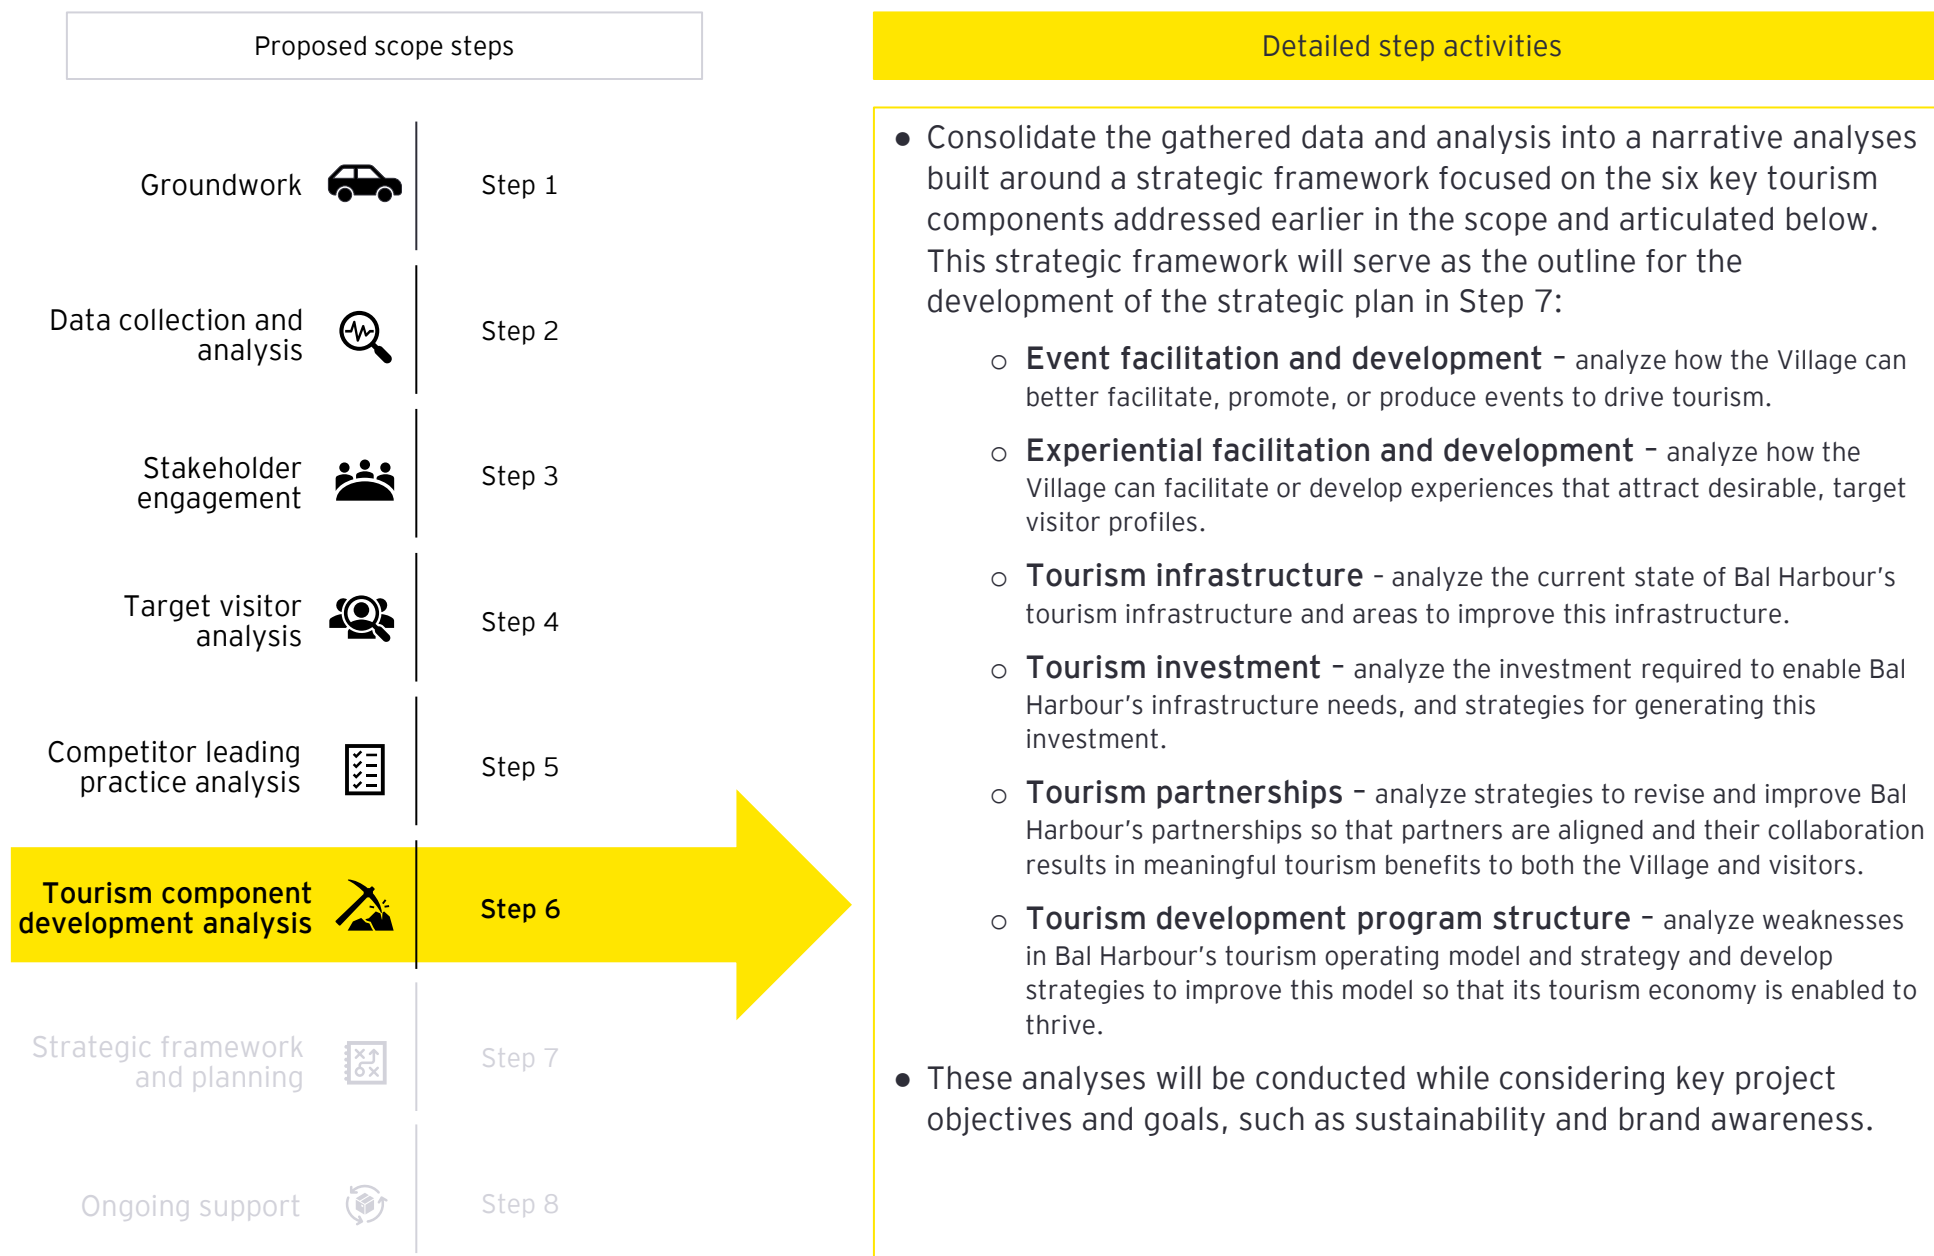 Proposed scope steps
Groundwork
Step 1
Data collection and
analysis
Step 2
Stakeholder
engagement
Step 3
Target visitor
analysis
Step 4
Competitor leading
practice analysis
Step 5
Tourism component
development analysis
Step 6
Strategic framework
and planning
Step 7
Ongoing support
Step 8
Detailed step activities
● Consolidate the gathered data and analysis into a narrative analyses
built around a strategic framework focused on the six key tourism
components addressed earlier in the scope and articulated below.
This strategic framework will serve as the outline for the
development of the strategic plan in Step 7:
○ Event facilitation and development – analyze how the Village can
better facilitate, promote, or produce events to drive tourism.
○ Experiential facilitation and development – analyze how the
Village can facilitate or develop experiences that attract desirable, target
visitor profiles.
○ Tourism infrastructure – analyze the current state of Bal Harbour's
tourism infrastructure and areas to improve this infrastructure.
○ Tourism investment – analyze the investment required to enable Bal
Harbour's infrastructure needs, and strategies for generating this
investment.
○ Tourism partnerships – analyze strategies to revise and improve Bal
Harbour's partnerships so that partners are aligned and their collaboration
results in meaningful tourism benefits to both the Village and visitors.
○ Tourism development program structure – analyze weaknesses
in Bal Harbour's tourism operating model and strategy and develop
strategies to improve this model so that its tourism economy is enabled to
thrive.
● These analyses will be conducted while considering key project
objectives and goals, such as sustainability and brand awareness.